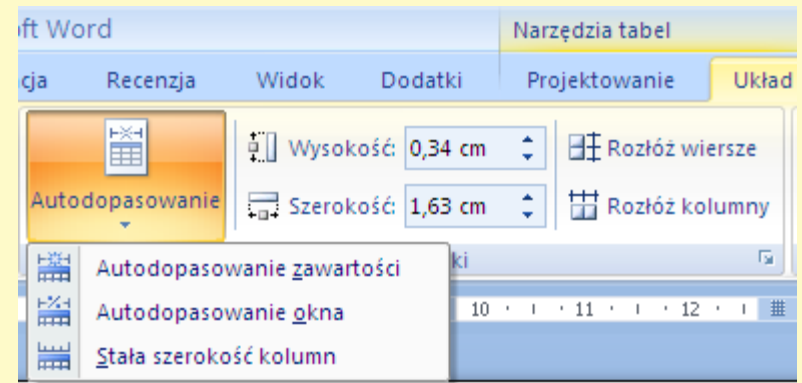 oft Word Narzędzia tabel
cja Recenzja Widok Dodatki Projektowanie Układ
Autodopasowanie
Wysokość: 0,34 cm Rozłóż wiersze
Szerokość: 1,63 cm Rozłóż kolumny
ki
Autodopasowanie zawartości
Autodopasowanie okna
Stała szerokość kolumn
10 11 12